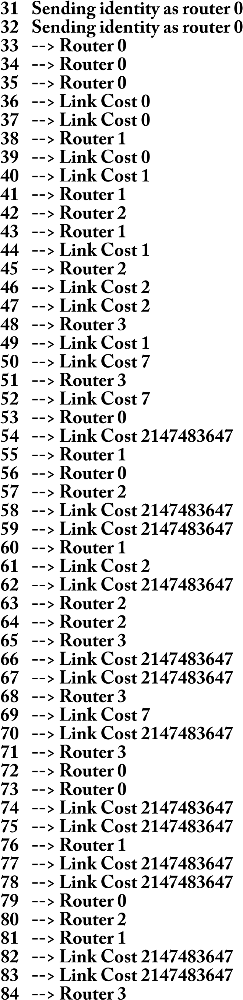 31 Sending identity as router 0
32 Sending identity as router 0
33 --> Router 0
34 --> Router 0
35 --> Router 0
36 --> Link Cost 0
37 --> Link Cost 0
38 --> Router 1
39 --> Link Cost 0
40 --> Link Cost 1
41 --> Router 1
42 --> Router 2
43 --> Router 1
44 --> Link Cost 1
45 --> Router 2
46 --> Link Cost 2
47 --> Link Cost 2
48 --> Router 3
49 --> Link Cost 1
50 --> Link Cost 7
51 --> Router 3
52 --> Link Cost 7
53 --> Router 0
54 --> Link Cost 2147483647
55 --> Router 1
56 --> Router 0
57 --> Router 2
58 --> Link Cost 2147483647
59 --> Link Cost 2147483647
60 --> Router 1
61 --> Link Cost 2
62 --> Link Cost 2147483647
63 --> Router 2
64 --> Router 2
65 --> Router 3
66 --> Link Cost 2147483647
67 --> Link Cost 2147483647
68 --> Router 3
69 --> Link Cost 7
70 --> Link Cost 2147483647
71 --> Router 3
72 --> Router 0
73 --> Router 0
74 --> Link Cost 2147483647
75 --> Link Cost 2147483647
76 --> Router 1
77 --> Link Cost 2147483647
78 --> Link Cost 2147483647
79 --> Router 0
80 --> Router 2
81 --> Router 1
82 --> Link Cost 2147483647
83 --> Link Cost 2147483647
84 --> Router 3